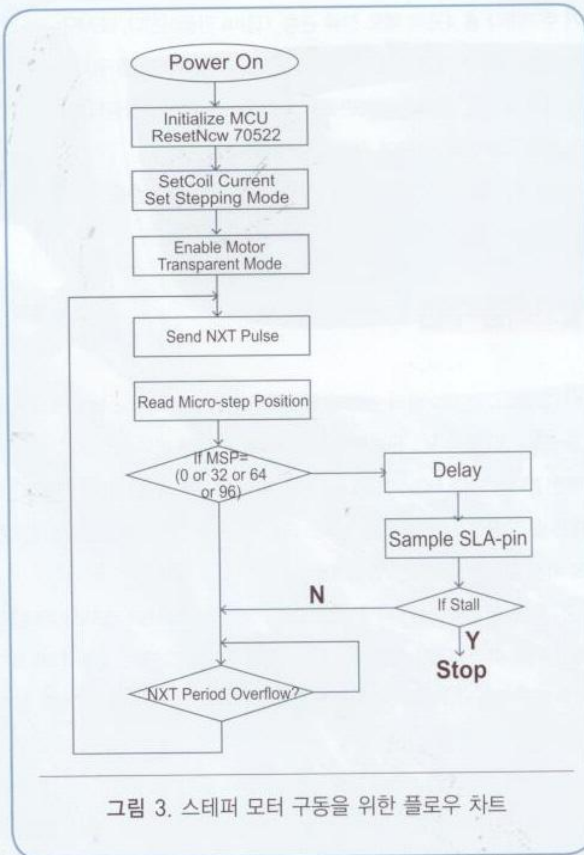 Power On
Initialize MCU
ResetNcw 70522
SetCoil Current
Set Stepping Mode
Enable Motor
Transparent Mode
Send NXT Pulse
Read Micro-step Position
If MSP=
(0 or 32 or 64
or 96)
Delay
Sample SLA-pin
If Stall
N
Y
Stop
NXT Period Overflow?
그림 3. 스테퍼 모터 구동을 위한 플로우 차트